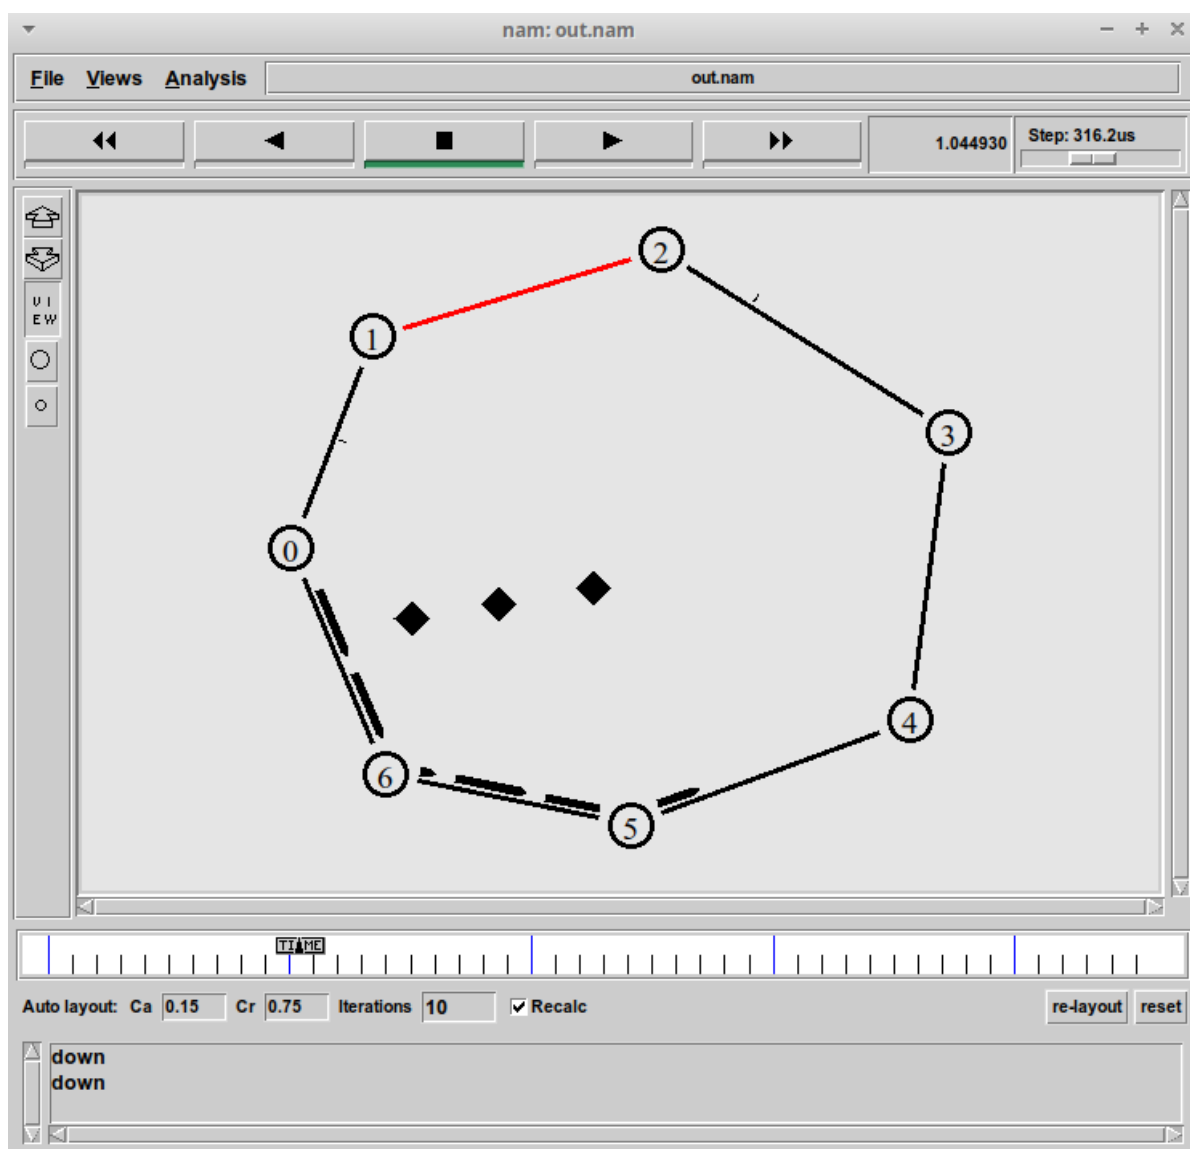 nam: out.nam
File Views Analysis out.nam
1.044930 Step: 316.2us
V I
E W
2
1
3
0
4
6
5
TIME
Auto layout: Ca 0.15 Cr 0.75 Iterations 10 Recalc re-layout reset
down
down